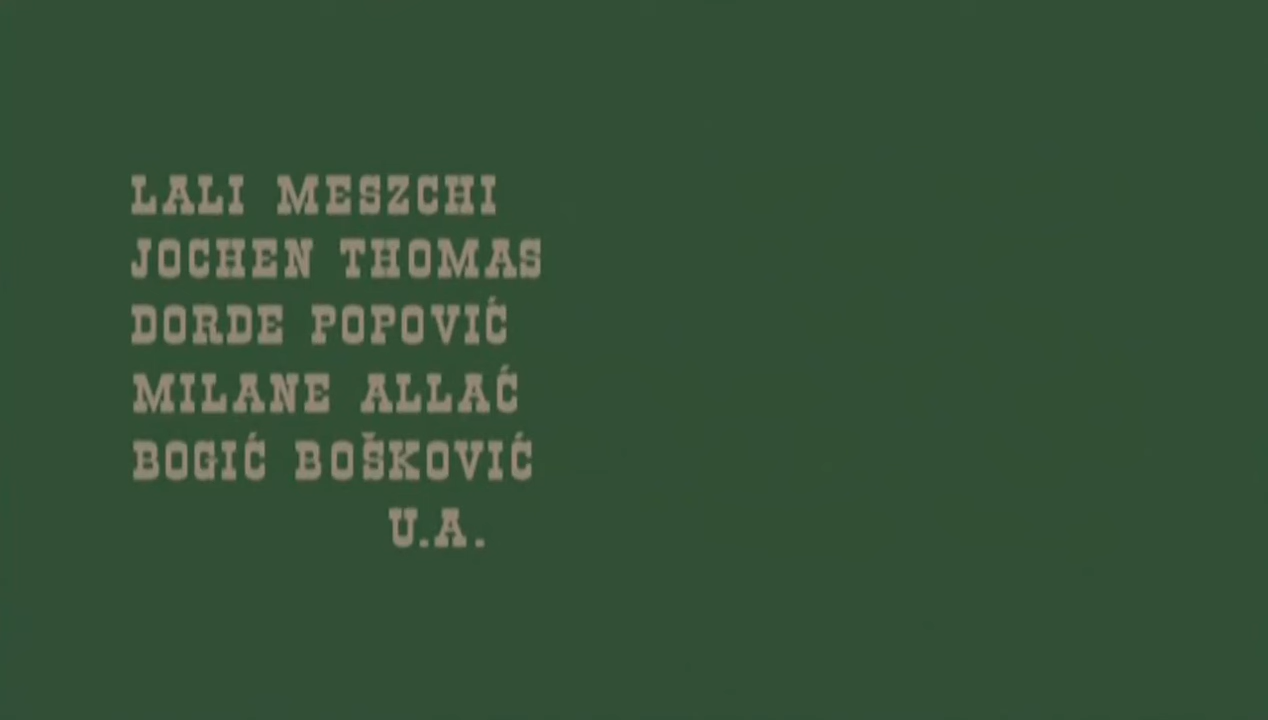 LALI MESZCHI
JOCHEN THOMAS
DORDE POPOVIĆ
MILANE ALLAĆ
BOGIĆ BOŠKOVIĆ
U.A.